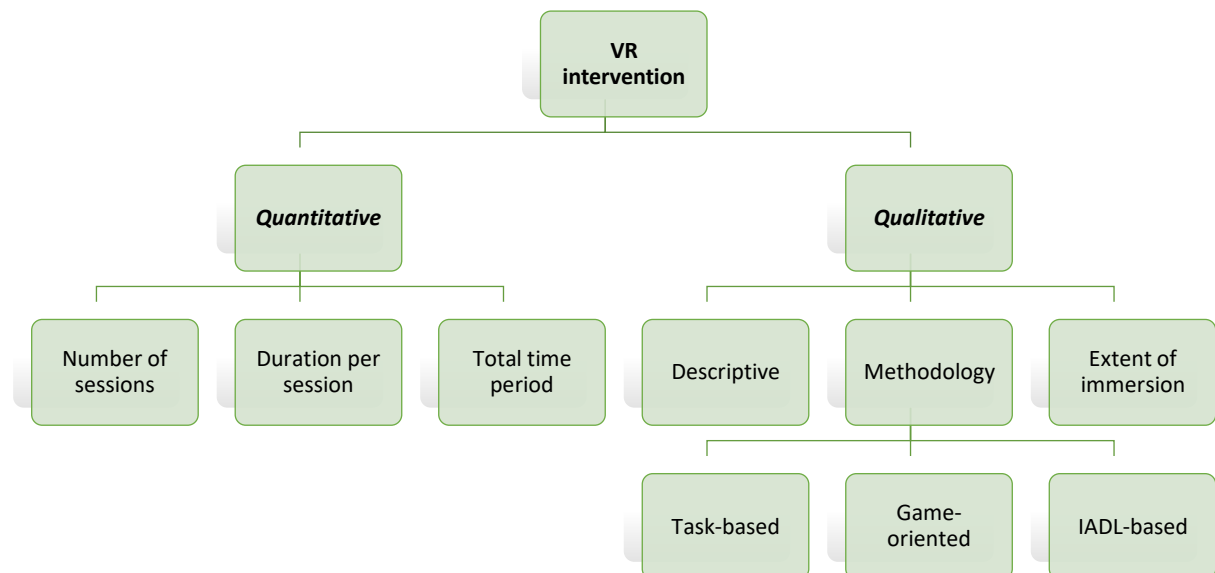 VR
intervention
Quantitative
Qualitative
Number of
sessions
Duration per
session
Total time
period
Descriptive
Methodology
Extent of
immersion
Task-based
Game-
oriented
IADL-based